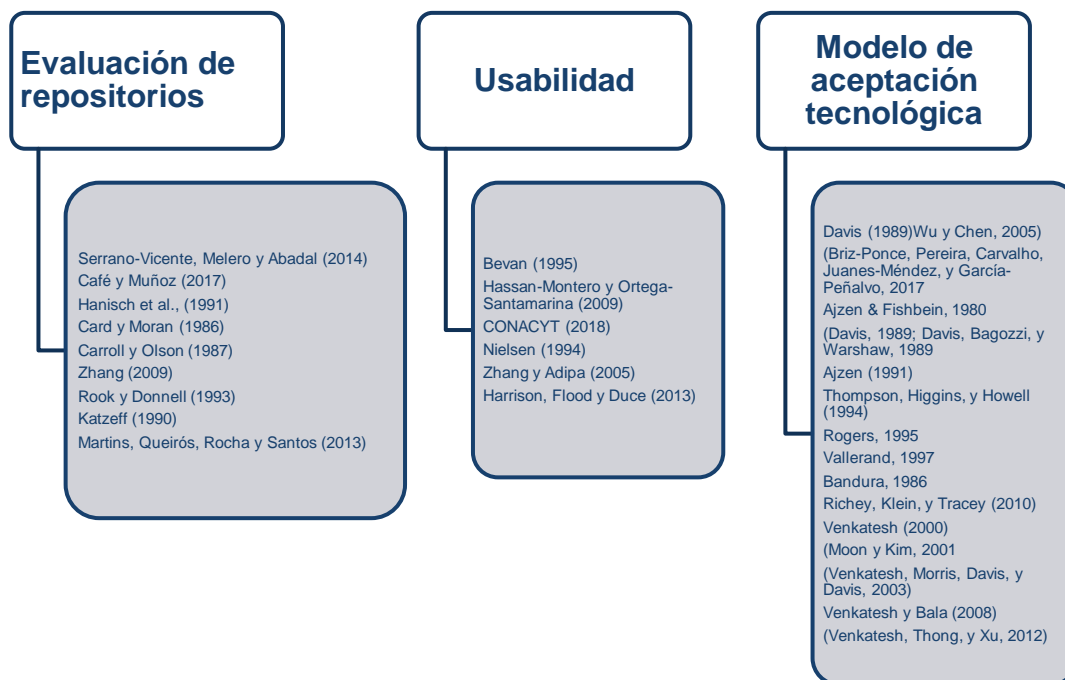 Evaluación de
repositorios
Serrano-Vicente, Melero y Abadal (2014)
Café y Muñoz (2017)
Hanisch et al., (1991)
Card y Moran (1986)
Carroll y Olson (1987)
Zhang (2009)
Rook y Donnell (1993)
Katzeff (1990)
Martins, Queirós, Rocha y Santos (2013)
Usabilidad
Bevan (1995)
Hassan-Montero y Ortega-
Santamarina (2009)
CONACYT (2018)
Nielsen (1994)
Zhang y Adipa (2005)
Harrison, Flood y Duce (2013)
Modelo de
aceptación
tecnológica
Davis (1989)Wu y Chen, 2005)
(Briz-Ponce, Pereira, Carvalho,
Juanes-Méndez, y García-
Peñalvo, 2017
Ajzen & Fishbein, 1980
(Davis, 1989; Davis, Bagozzi, y
Warshaw, 1989
Ajzen (1991)
Thompson, Higgins, y Howell
(1994)
Rogers, 1995
Vallerand, 1997
Bandura, 1986
Richey, Klein, y Tracey (2010)
Venkatesh (2000)
(Moon y Kim, 2001
(Venkatesh, Morris, Davis, y
Davis, 2003)
Venkatesh y Bala (2008)
(Venkatesh, Thong, y Xu, 2012)